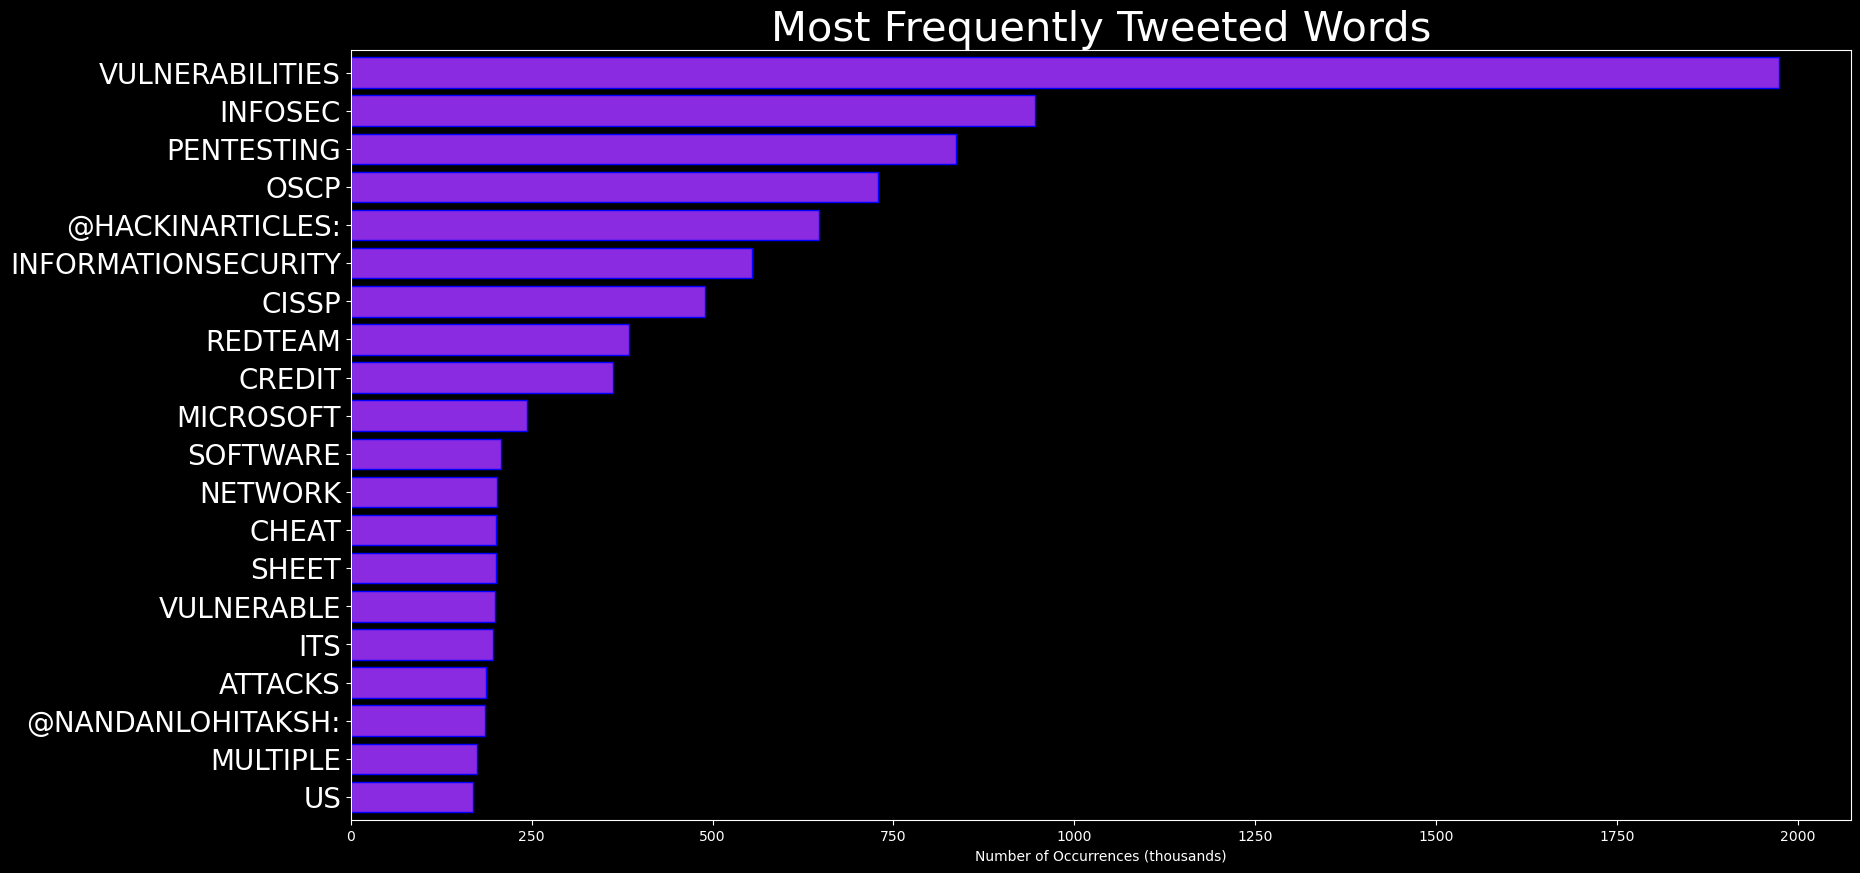 Most Frequently Tweeted Words
VULNERABILITIES
INFOSEC
PENTESTING
OSCP
@HACKINARTICLES:
INFORMATIONSECURITY
CISSP
REDTEAM
CREDIT
MICROSOFT
SOFTWARE
NETWORK
CHEAT
SHEET
VULNERABLE
ITS
ATTACKS
@NANDANLOHITAKSH:
MULTIPLE
US
0 250 500 750 1000 1250 1500 1750 2000
Number of Occurrences (thousands)